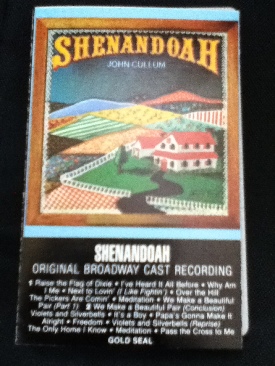 SHENANDOAH
JOHN CULLUM
SHENANDOAH
ORIGINAL BROADWAY CAST RECORDING
1 Raise the Flag of Dixie • I've Heard It All Before • Why Am
I Me • Next to Lovin' (I Like Fightin') • Over the Hill
The Pickers Are Comin' • Meditation • We Make a Beautiful
Pair (Part 1) 2 We Make a Beautiful Pair (Conclusion)
Violets and Silverbells • It's a Boy • Papa's Gonna Make It
Alright • Freedom • Violets and Silverbells (Reprise)
The Only Home I Know • Meditation • Pass the Cross to Me
GOLD SEAL